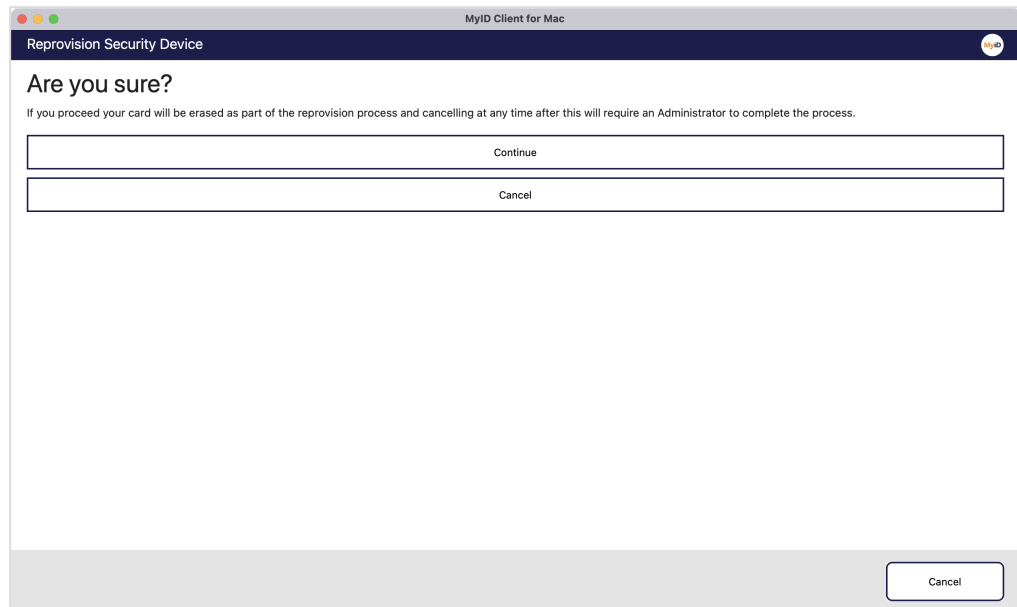 MyID Client for Mac
Reprovision Security Device
MyID
Are you sure?
If you proceed your card will be erased as part of the reprovision process and cancelling at any time after this will require an Administrator to complete the process.
Continue
Cancel
Cancel